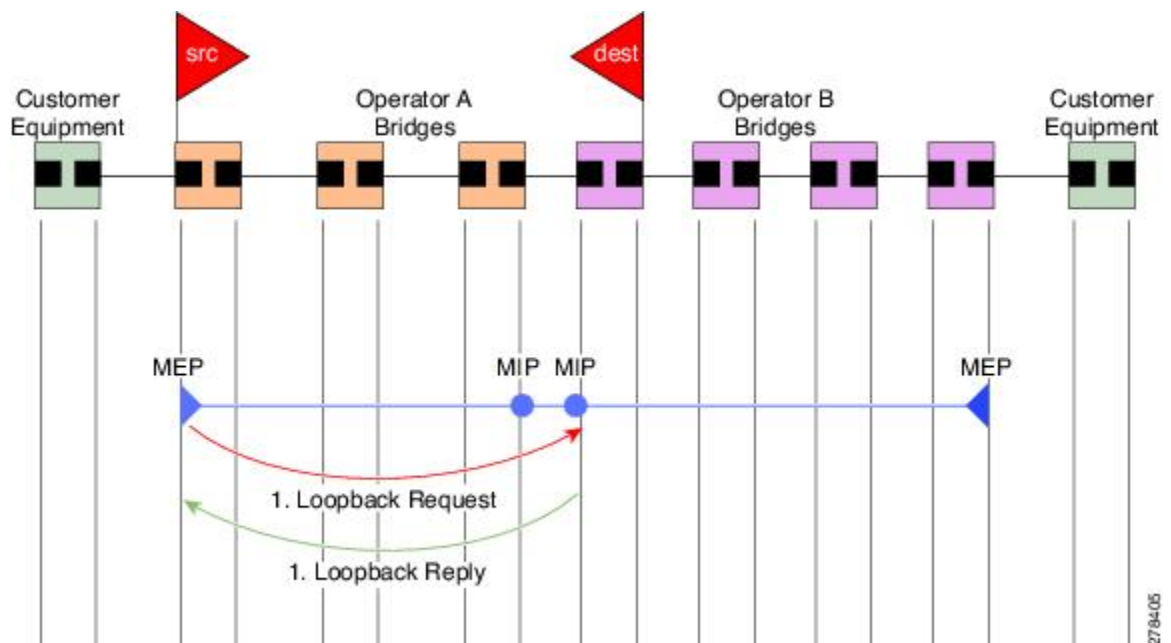 src
dest
Customer
Equipment
Operator A
Bridges
Operator B
Bridges
Customer
Equipment
MEP
MIP
MIP
MEP
1. Loopback Request
1. Loopback Reply
278405